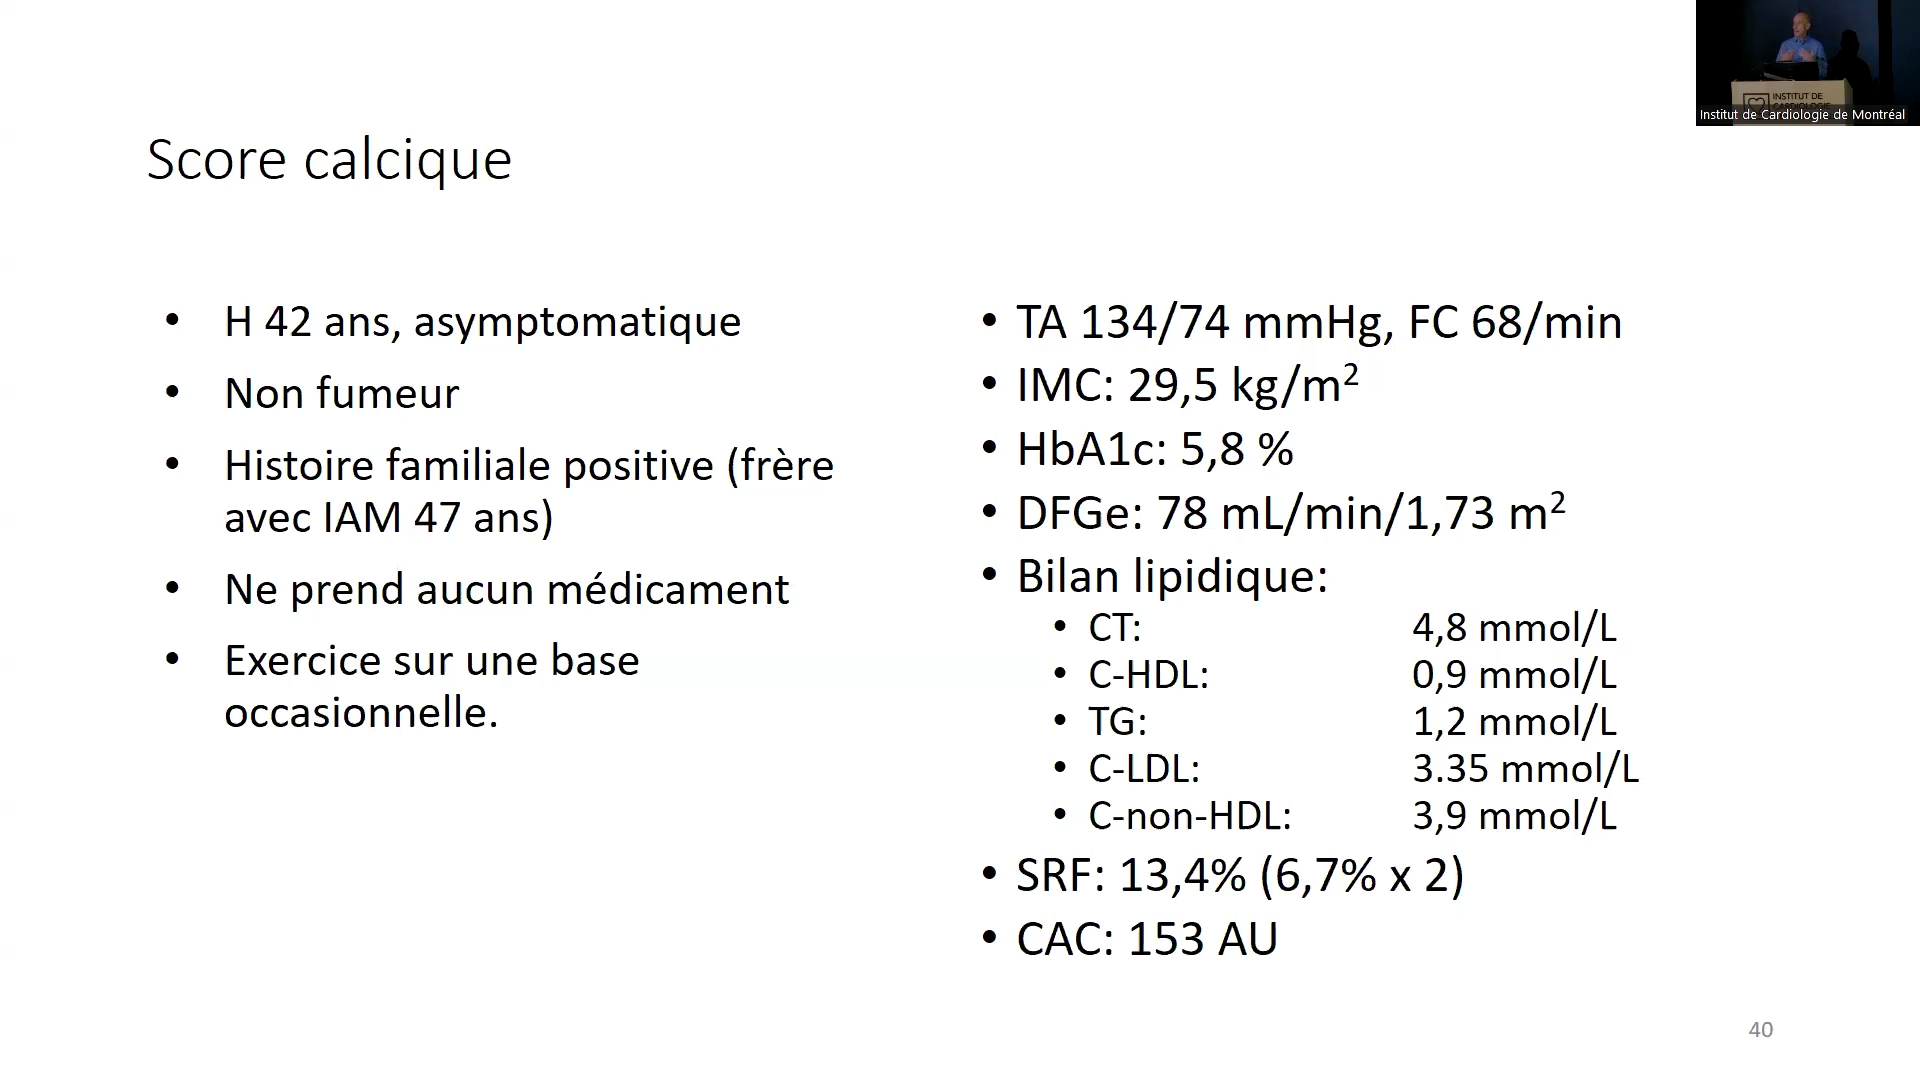 INSTITUT DE
CARDIOLOGIE
Institut de Cardiologie de Montréal
Score calcique
• H 42 ans, asymptomatique
• Non fumeur
• Histoire familiale positive (frère
avec IAM 47 ans)
• Ne prend aucun médicament
• Exercice sur une base
occasionnelle.
• TA 134/74 mmHg, FC 68/min
• IMC: 29,5 kg/m²
• HbA1c: 5,8 %
• DFGe: 78 mL/min/1,73 m²
• Bilan lipidique:
• CT: 4,8 mmol/L
• C-HDL: 0,9 mmol/L
• TG: 1,2 mmol/L
• C-LDL: 3.35 mmol/L
• C-non-HDL: 3,9 mmol/L
• SRF: 13,4% (6,7% x 2)
• CAC: 153 AU
40